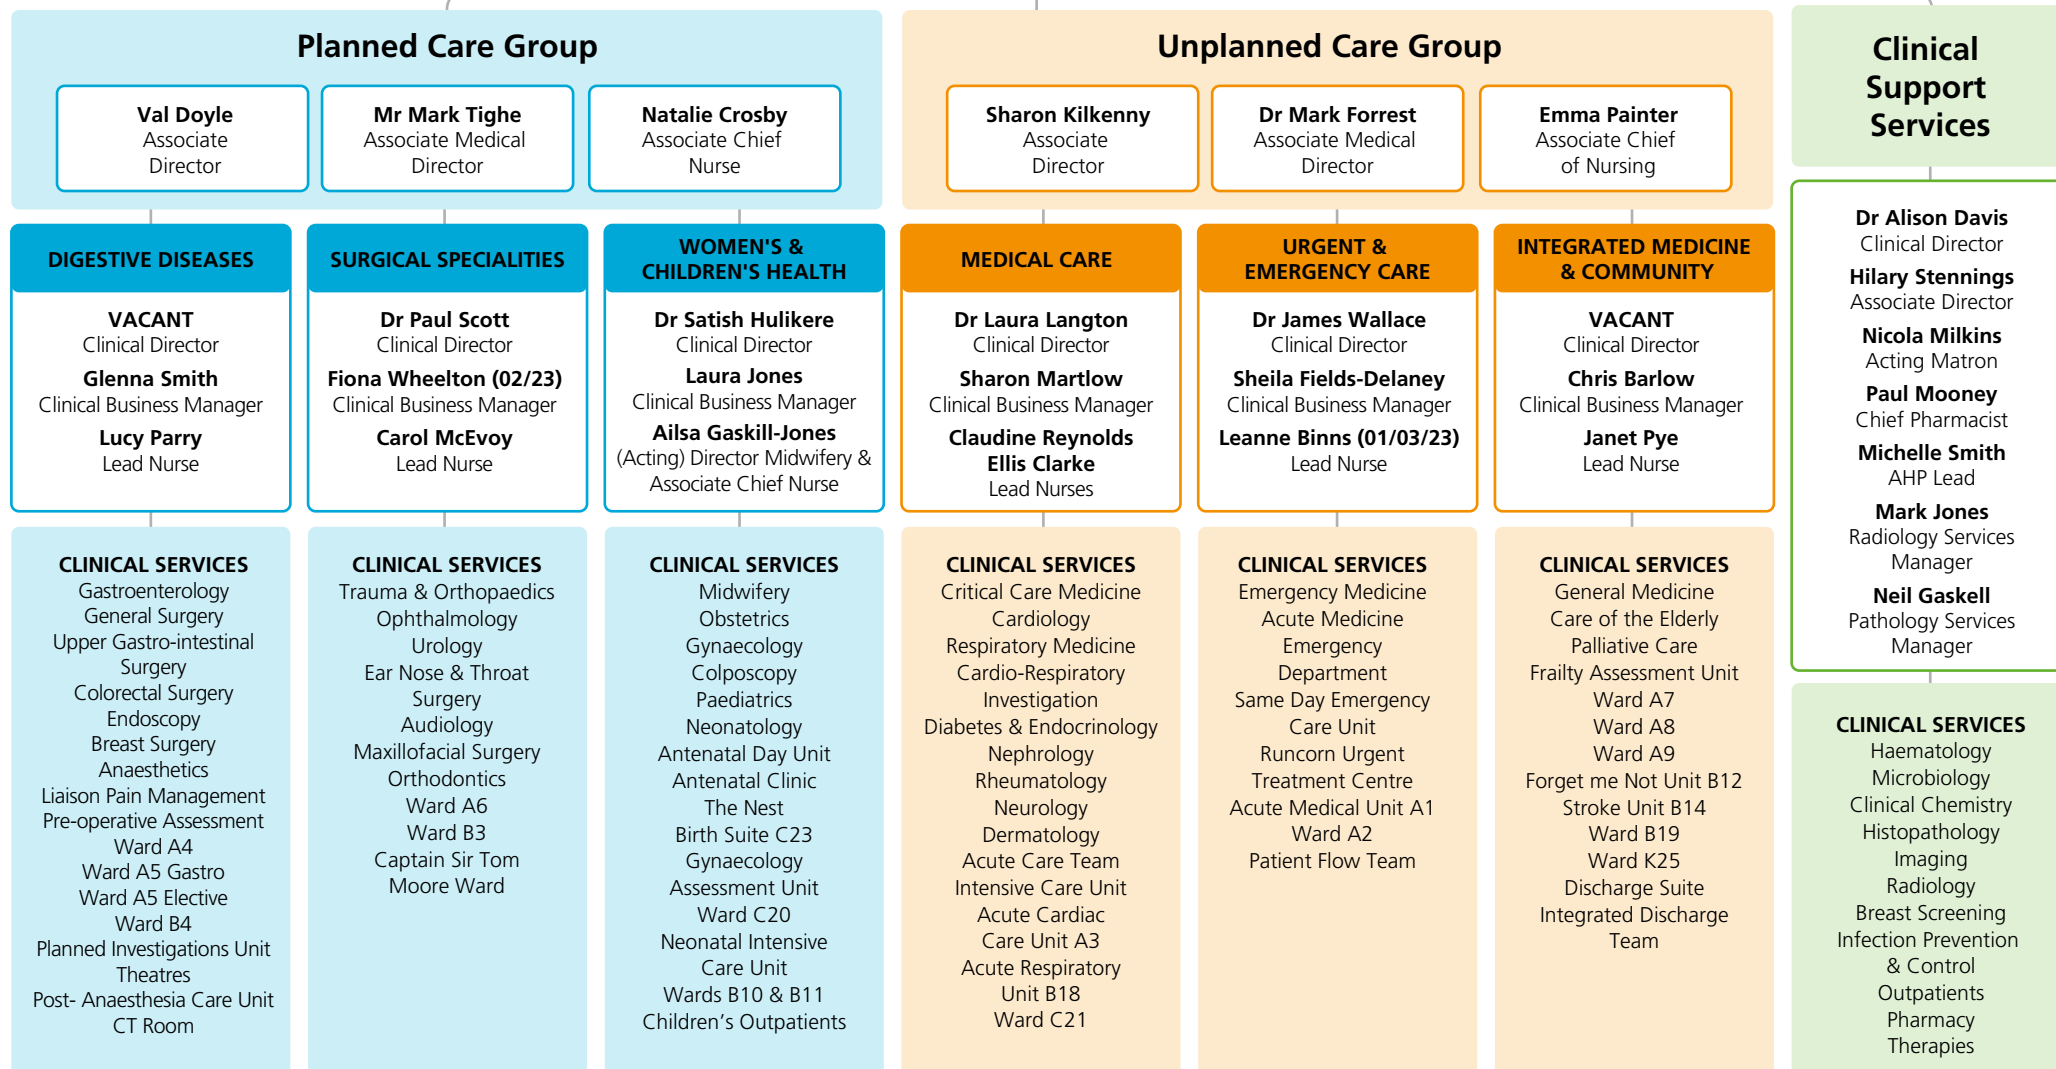 Planned Care Group
Val Doyle
Associate
Director
Mr Mark Tighe
Associate Medical
Director
Natalie Crosby
Associate Chief
Nurse
DIGESTIVE DISEASES
VACANT
Clinical Director
Glenna Smith
Clinical Business Manager
Lucy Parry
Lead Nurse
CLINICAL SERVICES
Gastroenterology
General Surgery
Upper Gastro-intestinal
Surgery
Colorectal Surgery
Endoscopy
Breast Surgery
Anaesthetics
Liaison Pain Management
Pre-operative Assessment
Ward A4
Ward A5 Gastro
Ward A5 Elective
Ward B4
Planned Investigations Unit
Theatres
Post- Anaesthesia Care Unit
CT Room
SURGICAL SPECIALITIES
Dr Paul Scott
Clinical Director
Fiona Wheelton (02/23)
Clinical Business Manager
Carol McEvoy
Lead Nurse
CLINICAL SERVICES
Trauma & Orthopaedics
Ophthalmology
Urology
Ear Nose & Throat
Surgery
Audiology
Maxillofacial Surgery
Orthodontics
Ward A6
Ward B3
Captain Sir Tom
Moore Ward
WOMEN'S &
CHILDREN'S HEALTH
Dr Satish Hulikere
Clinical Director
Laura Jones
Clinical Business Manager
Ailsa Gaskill-Jones
(Acting) Director Midwifery &
Associate Chief Nurse
CLINICAL SERVICES
Midwifery
Obstetrics
Gynaecology
Colposcopy
Paediatrics
Neonatology
Antenatal Day Unit
Antenatal Clinic
The Nest
Birth Suite C23
Gynaecology
Assessment Unit
Ward C20
Neonatal Intensive
Care Unit
Wards B10 & B11
Children’s Outpatients
Unplanned Care Group
Sharon Kilkenny
Associate
Director
Dr Mark Forrest
Associate Medical
Director
Emma Painter
Associate Chief
of Nursing
MEDICAL CARE
Dr Laura Langton
Clinical Director
Sharon Martlow
Clinical Business Manager
Claudine Reynolds
Ellis Clarke
Lead Nurses
CLINICAL SERVICES
Critical Care Medicine
Cardiology
Respiratory Medicine
Cardio-Respiratory
Investigation
Diabetes & Endocrinology
Nephrology
Rheumatology
Neurology
Dermatology
Acute Care Team
Intensive Care Unit
Acute Cardiac
Care Unit A3
Acute Respiratory
Unit B18
Ward C21
URGENT &
EMERGENCY CARE
Dr James Wallace
Clinical Director
Sheila Fields-Delaney
Clinical Business Manager
Leanne Binns (01/03/23)
Lead Nurse
CLINICAL SERVICES
Emergency Medicine
Acute Medicine
Emergency
Department
Same Day Emergency
Care Unit
Runcorn Urgent
Treatment Centre
Acute Medical Unit A1
Ward A2
Patient Flow Team
INTEGRATED MEDICINE
& COMMUNITY
VACANT
Clinical Director
Chris Barlow
Clinical Business Manager
Janet Pye
Lead Nurse
CLINICAL SERVICES
General Medicine
Care of the Elderly
Palliative Care
Frailty Assessment Unit
Ward A7
Ward A8
Ward A9
Forget me Not Unit B12
Stroke Unit B14
Ward B19
Ward K25
Discharge Suite
Integrated Discharge
Team
Clinical
Support
Services
Dr Alison Davis
Clinical Director
Hilary Stennings
Associate Director
Nicola Milkins
Acting Matron
Paul Mooney
Chief Pharmacist
Michelle Smith
AHP Lead
Mark Jones
Radiology Services
Manager
Neil Gaskell
Pathology Services
Manager
CLINICAL SERVICES
Haematology
Microbiology
Clinical Chemistry
Histopathology
Imaging
Radiology
Breast Screening
Infection Prevention
& Control
Outpatients
Pharmacy
Therapies